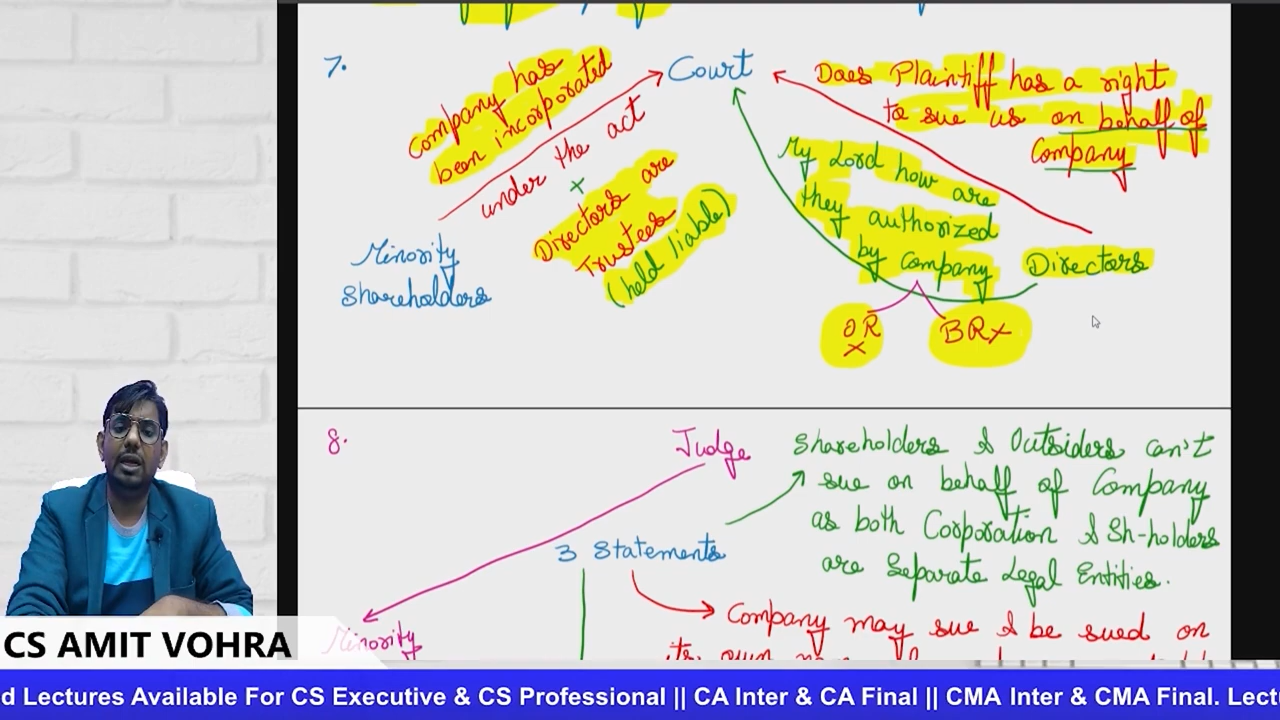 7.
Court
Company has
been incorporated
under the act
+
Directors are
Trustees
(held liable)
Minority
Shareholders
Does Plaintiff has a right
to sue us on behalf of
Company
My Lord how are
they authorized
by Company
Directors
OR
x
BRx
8.
Judge
3 Statements
Shareholders & Outsiders can't
sue on behalf of Company
as both Corporation & Sh-holders
are Separate Legal Entities.
Minority
Company may sue & be sued on
its own
CS AMIT VOHRA
d Lectures Available For CS Executive & CS Professional || CA Inter & CA Final || CMA Inter & CMA Final. Lect